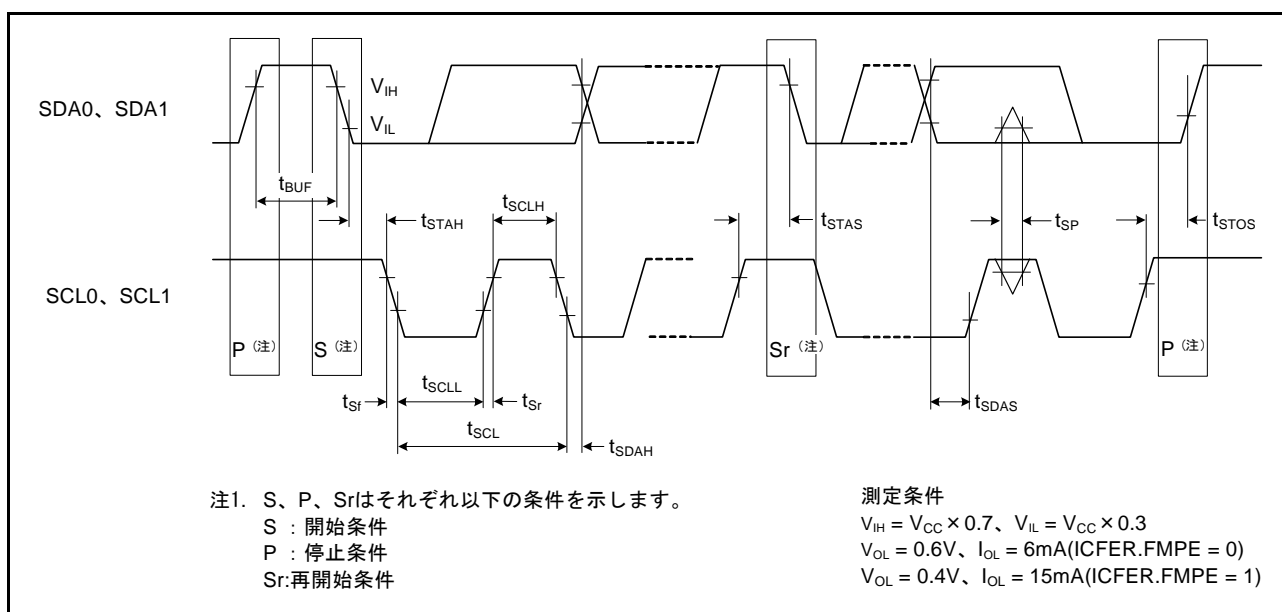 SDA0、SDA1
V_IH
V_IL
t_BUF
t_STAH
t_SCLH
t_STAS
t_SP
t_STOS
SCL0、SCL1
P（注）
S（注）
Sr（注）
P（注）
t_Sf
t_SCLL
t_Sr
t_SCL
t_SDAH
t_SDAS
注1. S、P、Srはそれぞれ以下の条件を示します。
S ：開始条件
P ：停止条件
Sr:再開始条件
測定条件
V_IH = V_CC × 0.7、V_IL = V_CC × 0.3
V_OL = 0.6V、I_OL = 6mA(ICFER.FMPE = 0)
V_OL = 0.4V、I_OL = 15mA(ICFER.FMPE = 1)